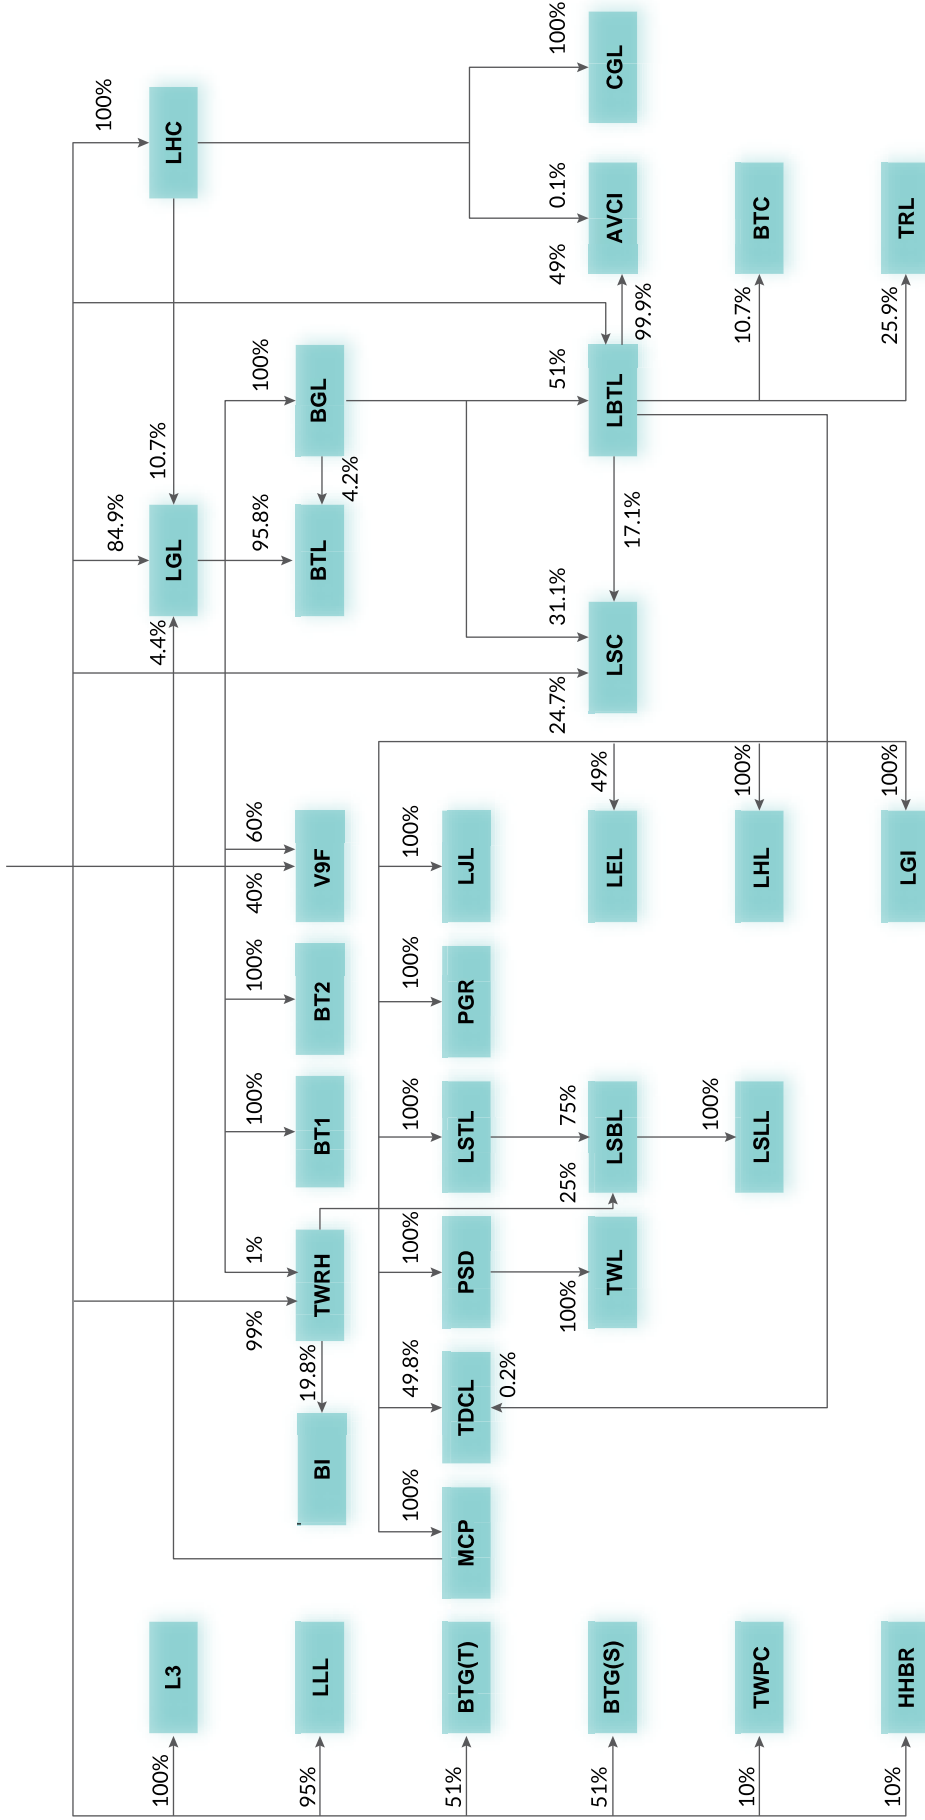 100%
L3
95%
LLL
51%
BTG(T)
51%
BTG(S)
10%
TWPC
10%
HHBR
4.4%
LGL
84.9%
10.7%
LHC
100%
BI
19.8%
TWRH
99%
1%
BT1
100%
BT2
100%
V9F
40%
60%
BTL
95.8%
4.2%
BGL
100%
MCP
100%
TDCL
49.8%
0.2%
PSD
100%
LSTL
100%
PGR
100%
LJL
100%
TWL
100%
LSBL
25%
75%
LEL
49%
LSC
24.7%
31.1%
17.1%
LBTL
51%
49%
99.9%
AVCI
0.1%
CGL
100%
LSLL
100%
LHL
100%
BTC
10.7%
LGI
100%
TRL
25.9%